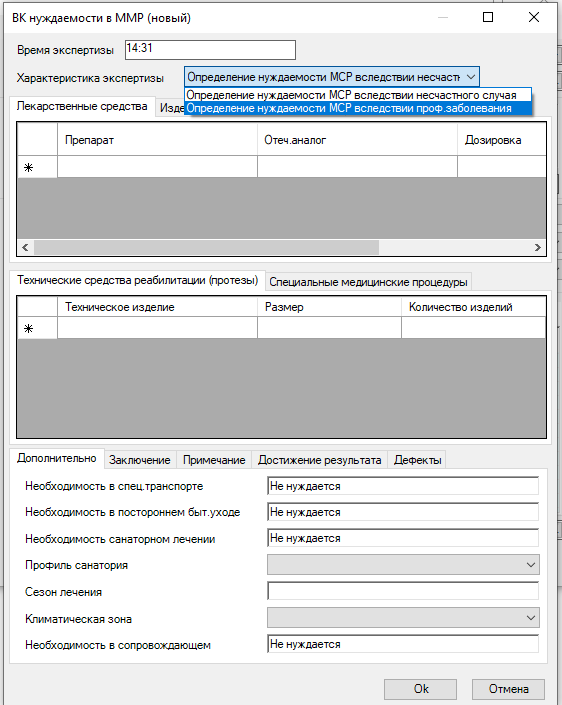 ВК нуждаемости в ММР (новый)
Время экспертизы 14:31
Характеристика экспертизы Определение нуждаемости МСР вследствии несчастн
Определение нуждаемости МСР вследствии несчастного случая
Определение нуждаемости МСР вследствии проф.заболевания
Лекарственные средства Изде
Препарат Отеч.аналог Дозировка
Технические средства реабилитации (протезы) Специальные медицинские процедуры
Техническое изделие Размер Количество изделий
Дополнительно Заключение Примечание Достижение результата Дефекты
Необходимость в спец.транспорте Не нуждается
Необходимость в постороннем быт.уходе Не нуждается
Необходимость санаторном лечении Не нуждается
Профиль санатория
Сезон лечения
Климатическая зона
Необходимость в сопровождающем Не нуждается
Ok Отмена